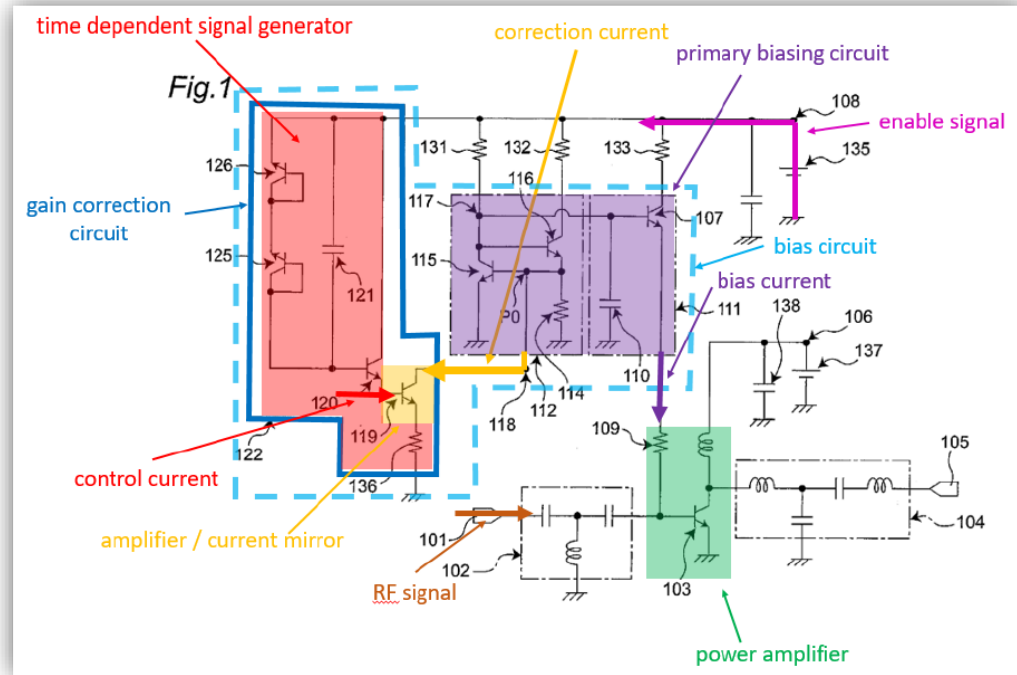 time dependent signal generator
correction current
primary biasing circuit
Fig.1
108
enable signal
131
132
133
135
126
116
117
107
gain correction
circuit
125
115
121
bias circuit
P0
111
bias current
138
106
110
137
114
120
118
112
119
109
105
122
control current
136
104
101
amplifier / current mirror
102
103
RF signal
power amplifier